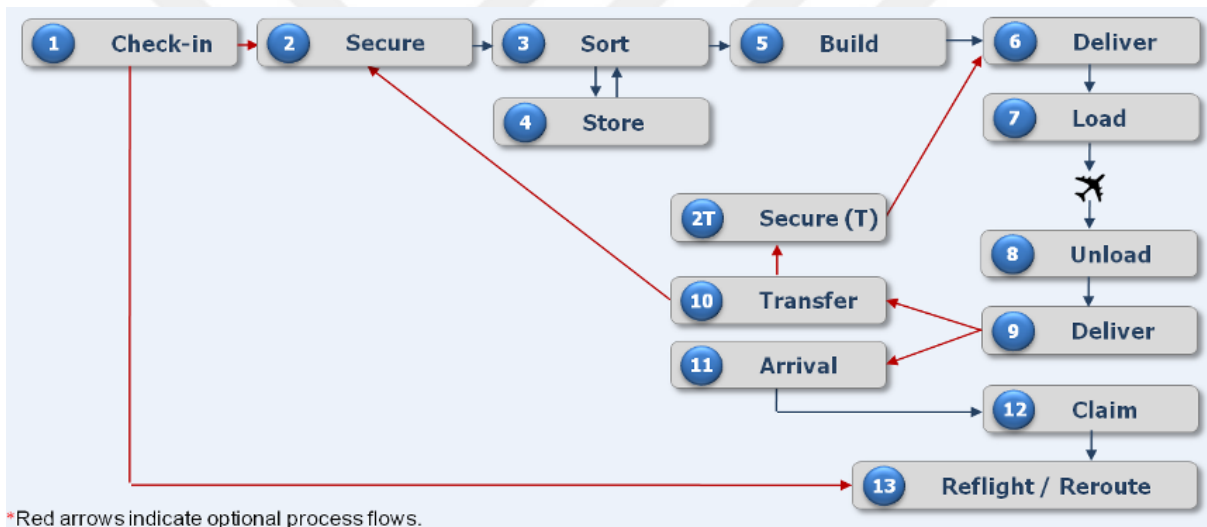 1 Check-in
2 Secure
3 Sort
5 Build
6 Deliver
4 Store
7 Load
2T Secure (T)
8 Unload
10 Transfer
9 Deliver
11 Arrival
12 Claim
13 Reflight / Reroute
*Red arrows indicate optional process flows.